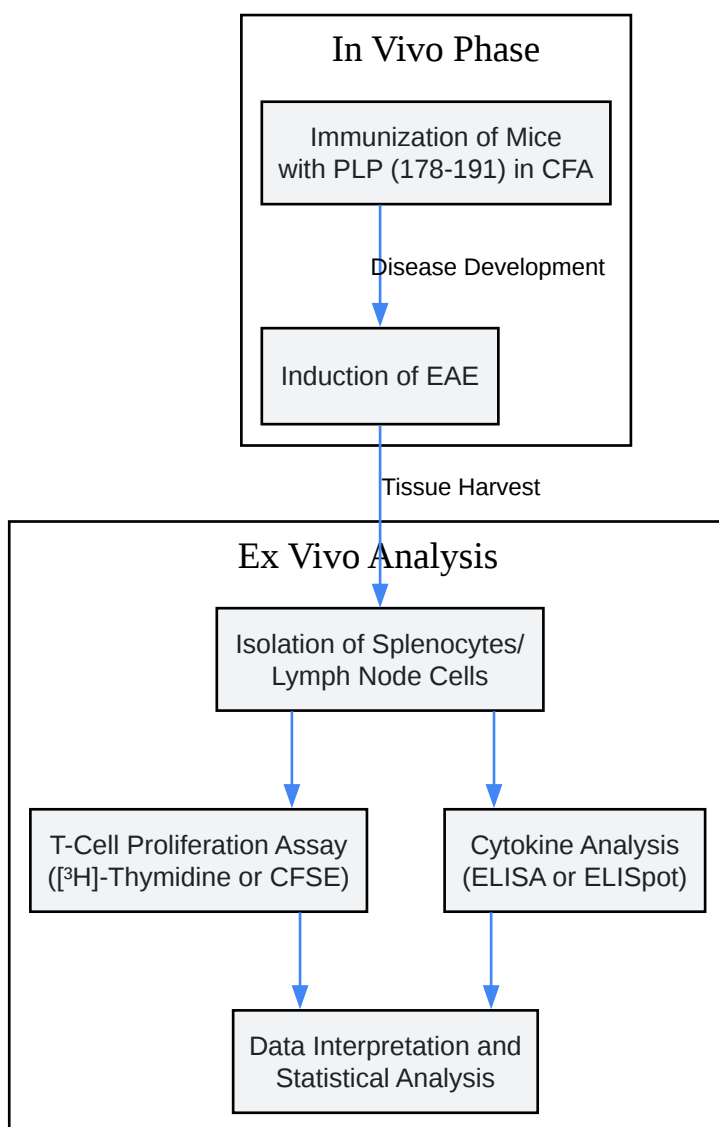 In Vivo Phase
Immunization of Mice
with PLP (178-191) in CFA
Disease Development
Induction of EAE
Tissue Harvest
Ex Vivo Analysis
Isolation of Splenocytes/
Lymph Node Cells
T-Cell Proliferation Assay
([³H]-Thymidine or CFSE)
Cytokine Analysis
(ELISA or ELISpot)
Data Interpretation and
Statistical Analysis